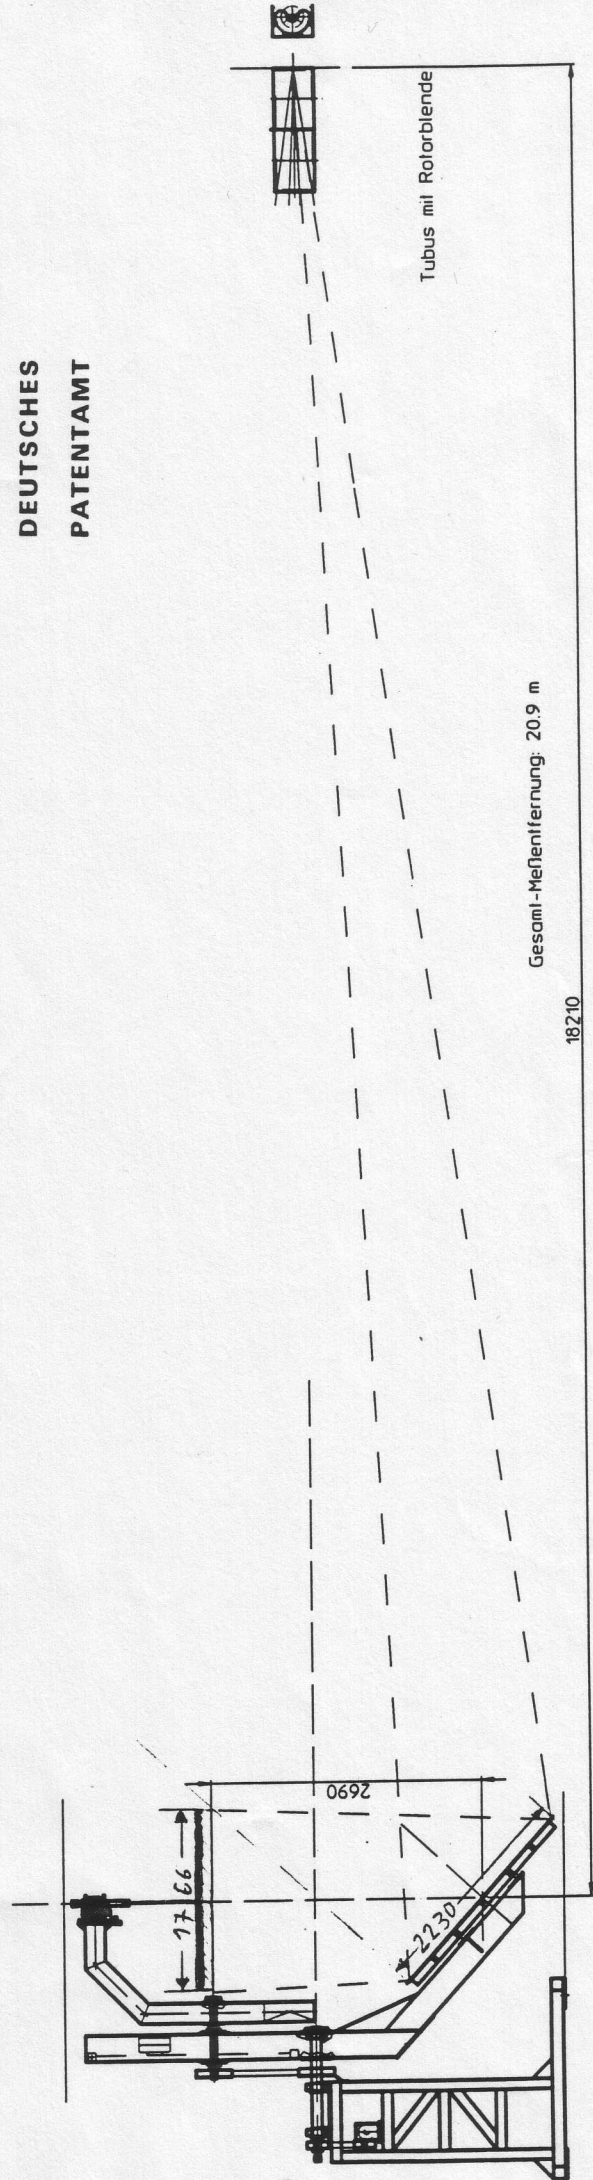 DEUTSCHES
PATENTAMT
Tubus mit Rotorblende
Gesamt-Meßentfernung: 20.9 m
18210
2690
1766
2230